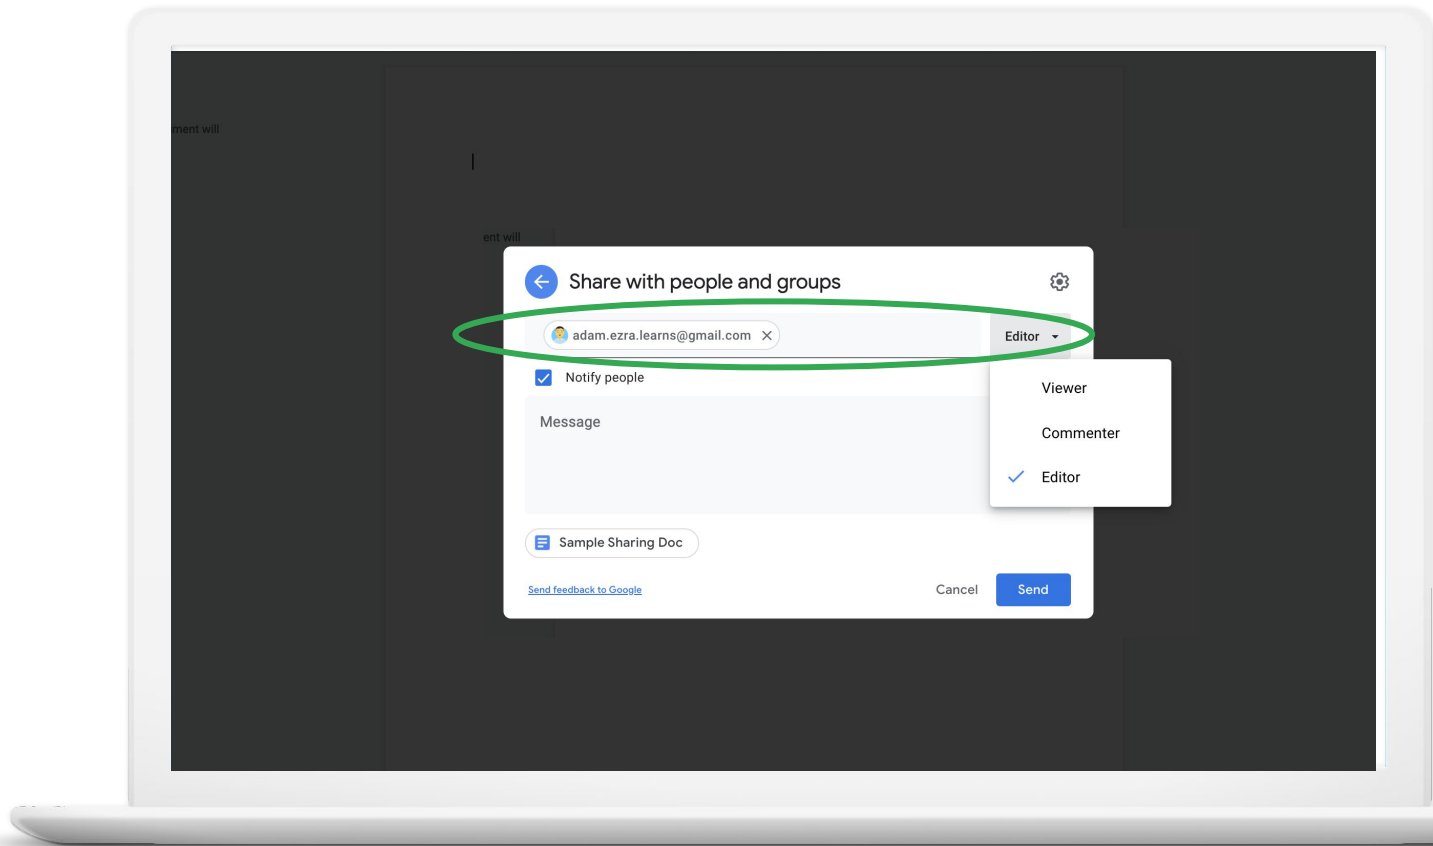 ment will
ent will
Share with people and groups
adam.ezra.learns@gmail.com
Editor
Notify people
Viewer
Message
Commenter
Editor
Sample Sharing Doc
Send feedback to Google
Cancel
Send